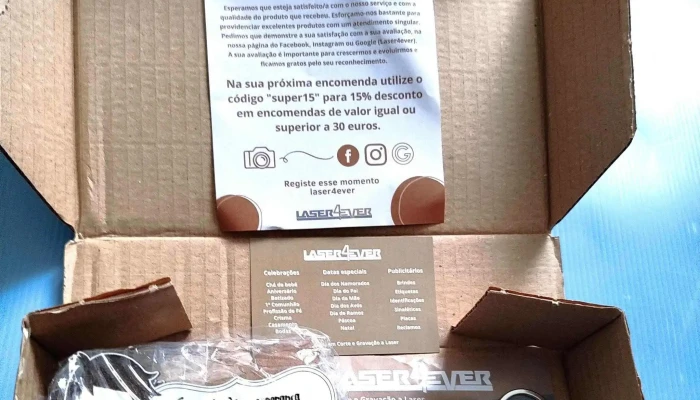 Esperamos que esteja satisfeito/a com o nosso serviço e com a
qualidade do produto que recebeu. Esforçamo-nos bastante para
providenciar excelentes produtos com um atendimento singular.
Pedimos que demonstre a sua satisfação com a sua avaliação, na
nossa página do Facebook, Instagram ou Google (Laser4ever).
A sua avaliação é importante para crescermos e evoluirmos e
ficamos gratos pelo seu reconhecimento.
Na sua próxima encomenda utilize o
código "super15" para 15% desconto
em encomendas de valor igual ou
superior a 30 euros.
Registe esse momento
laser4ever
LASER4EVER
LASER4EVER
Celebrações
Chá de bebé
Aniversário
Batizado
1ª Comunhão
Profissão de Fé
Crisma
Casamento
Bodas
Datas especiais
Dia dos Namorados
Dia do Pai
Dia da Mãe
Dia dos Avós
Dia de Ramos
Páscoa
Natal
Publicitários
Brindes
Etiquetas
Identificações
Sinaléticas
Placas
Reclamos
em Corte e Gravação a Laser
LASER4EVER
e Gravação a Laser